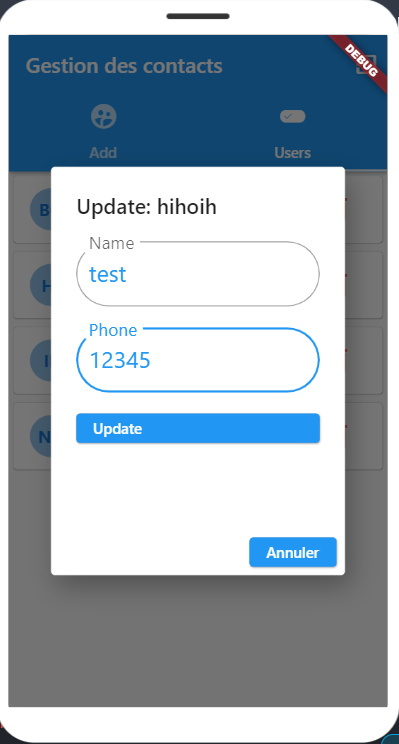 Gestion des contacts
DEBUG
Add
Users
B
H
I
N
Update: hihoih
Name
test
Phone
12345
Update
Annuler